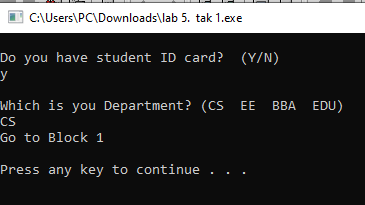 C:\Users\PC\Downloads\lab 5.  tak 1.exe
Do you have student ID card?  (Y/N)
y
Which is you Department? (CS  EE  BBA  EDU)
CS
Go to Block 1
Press any key to continue . . .